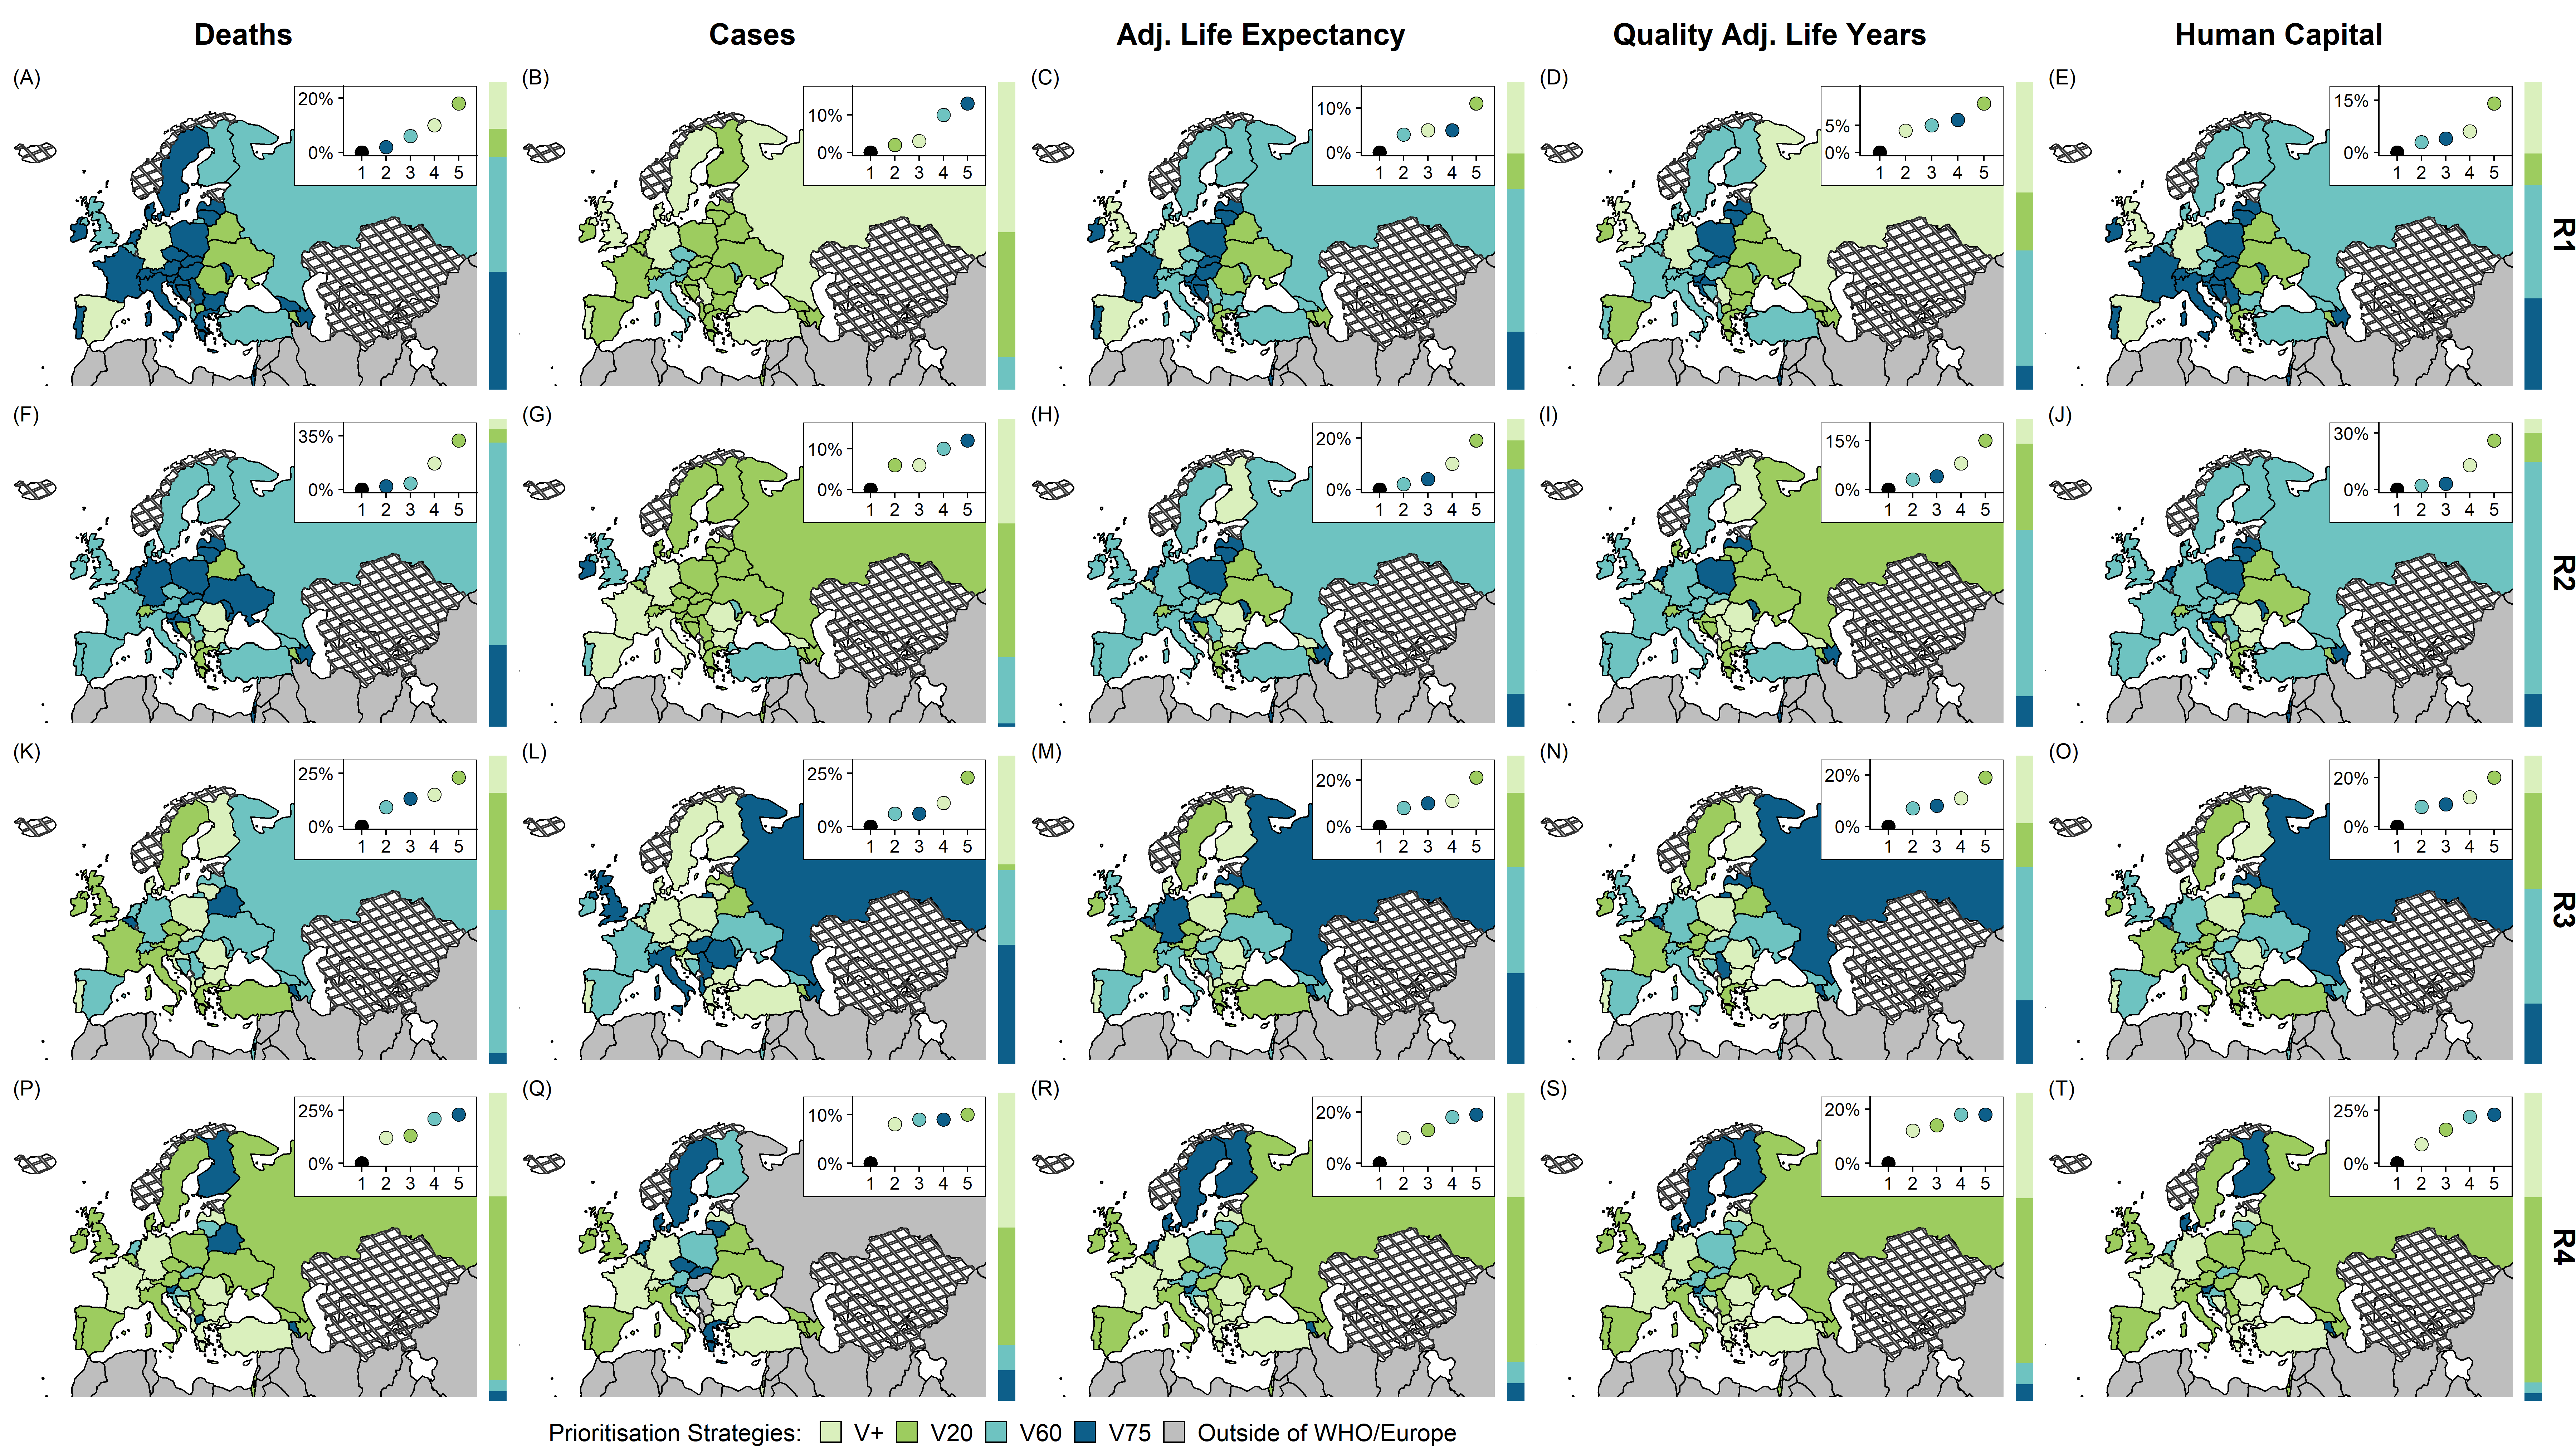 Deaths Cases Adj. Life Expectancy Quality Adj. Life Years Human Capital
(A) (B) (C) (D) (E)
20% 0% 1 2 3 4 5
10% 0% 1 2 3 4 5
10% 0% 1 2 3 4 5
5% 0% 1 2 3 4 5
15% 0% 1 2 3 4 5
R1
(F) (G) (H) (I) (J)
35% 0% 1 2 3 4 5
10% 0% 1 2 3 4 5
20% 0% 1 2 3 4 5
15% 0% 1 2 3 4 5
30% 0% 1 2 3 4 5
R2
(K) (L) (M) (N) (O)
25% 0% 1 2 3 4 5
25% 0% 1 2 3 4 5
20% 0% 1 2 3 4 5
20% 0% 1 2 3 4 5
20% 0% 1 2 3 4 5
R3
(P) (Q) (R) (S) (T)
25% 0% 1 2 3 4 5
10% 0% 1 2 3 4 5
20% 0% 1 2 3 4 5
20% 0% 1 2 3 4 5
25% 0% 1 2 3 4 5
R4
Prioritisation Strategies: V+ V20 V60 V75 Outside of WHO/Europe